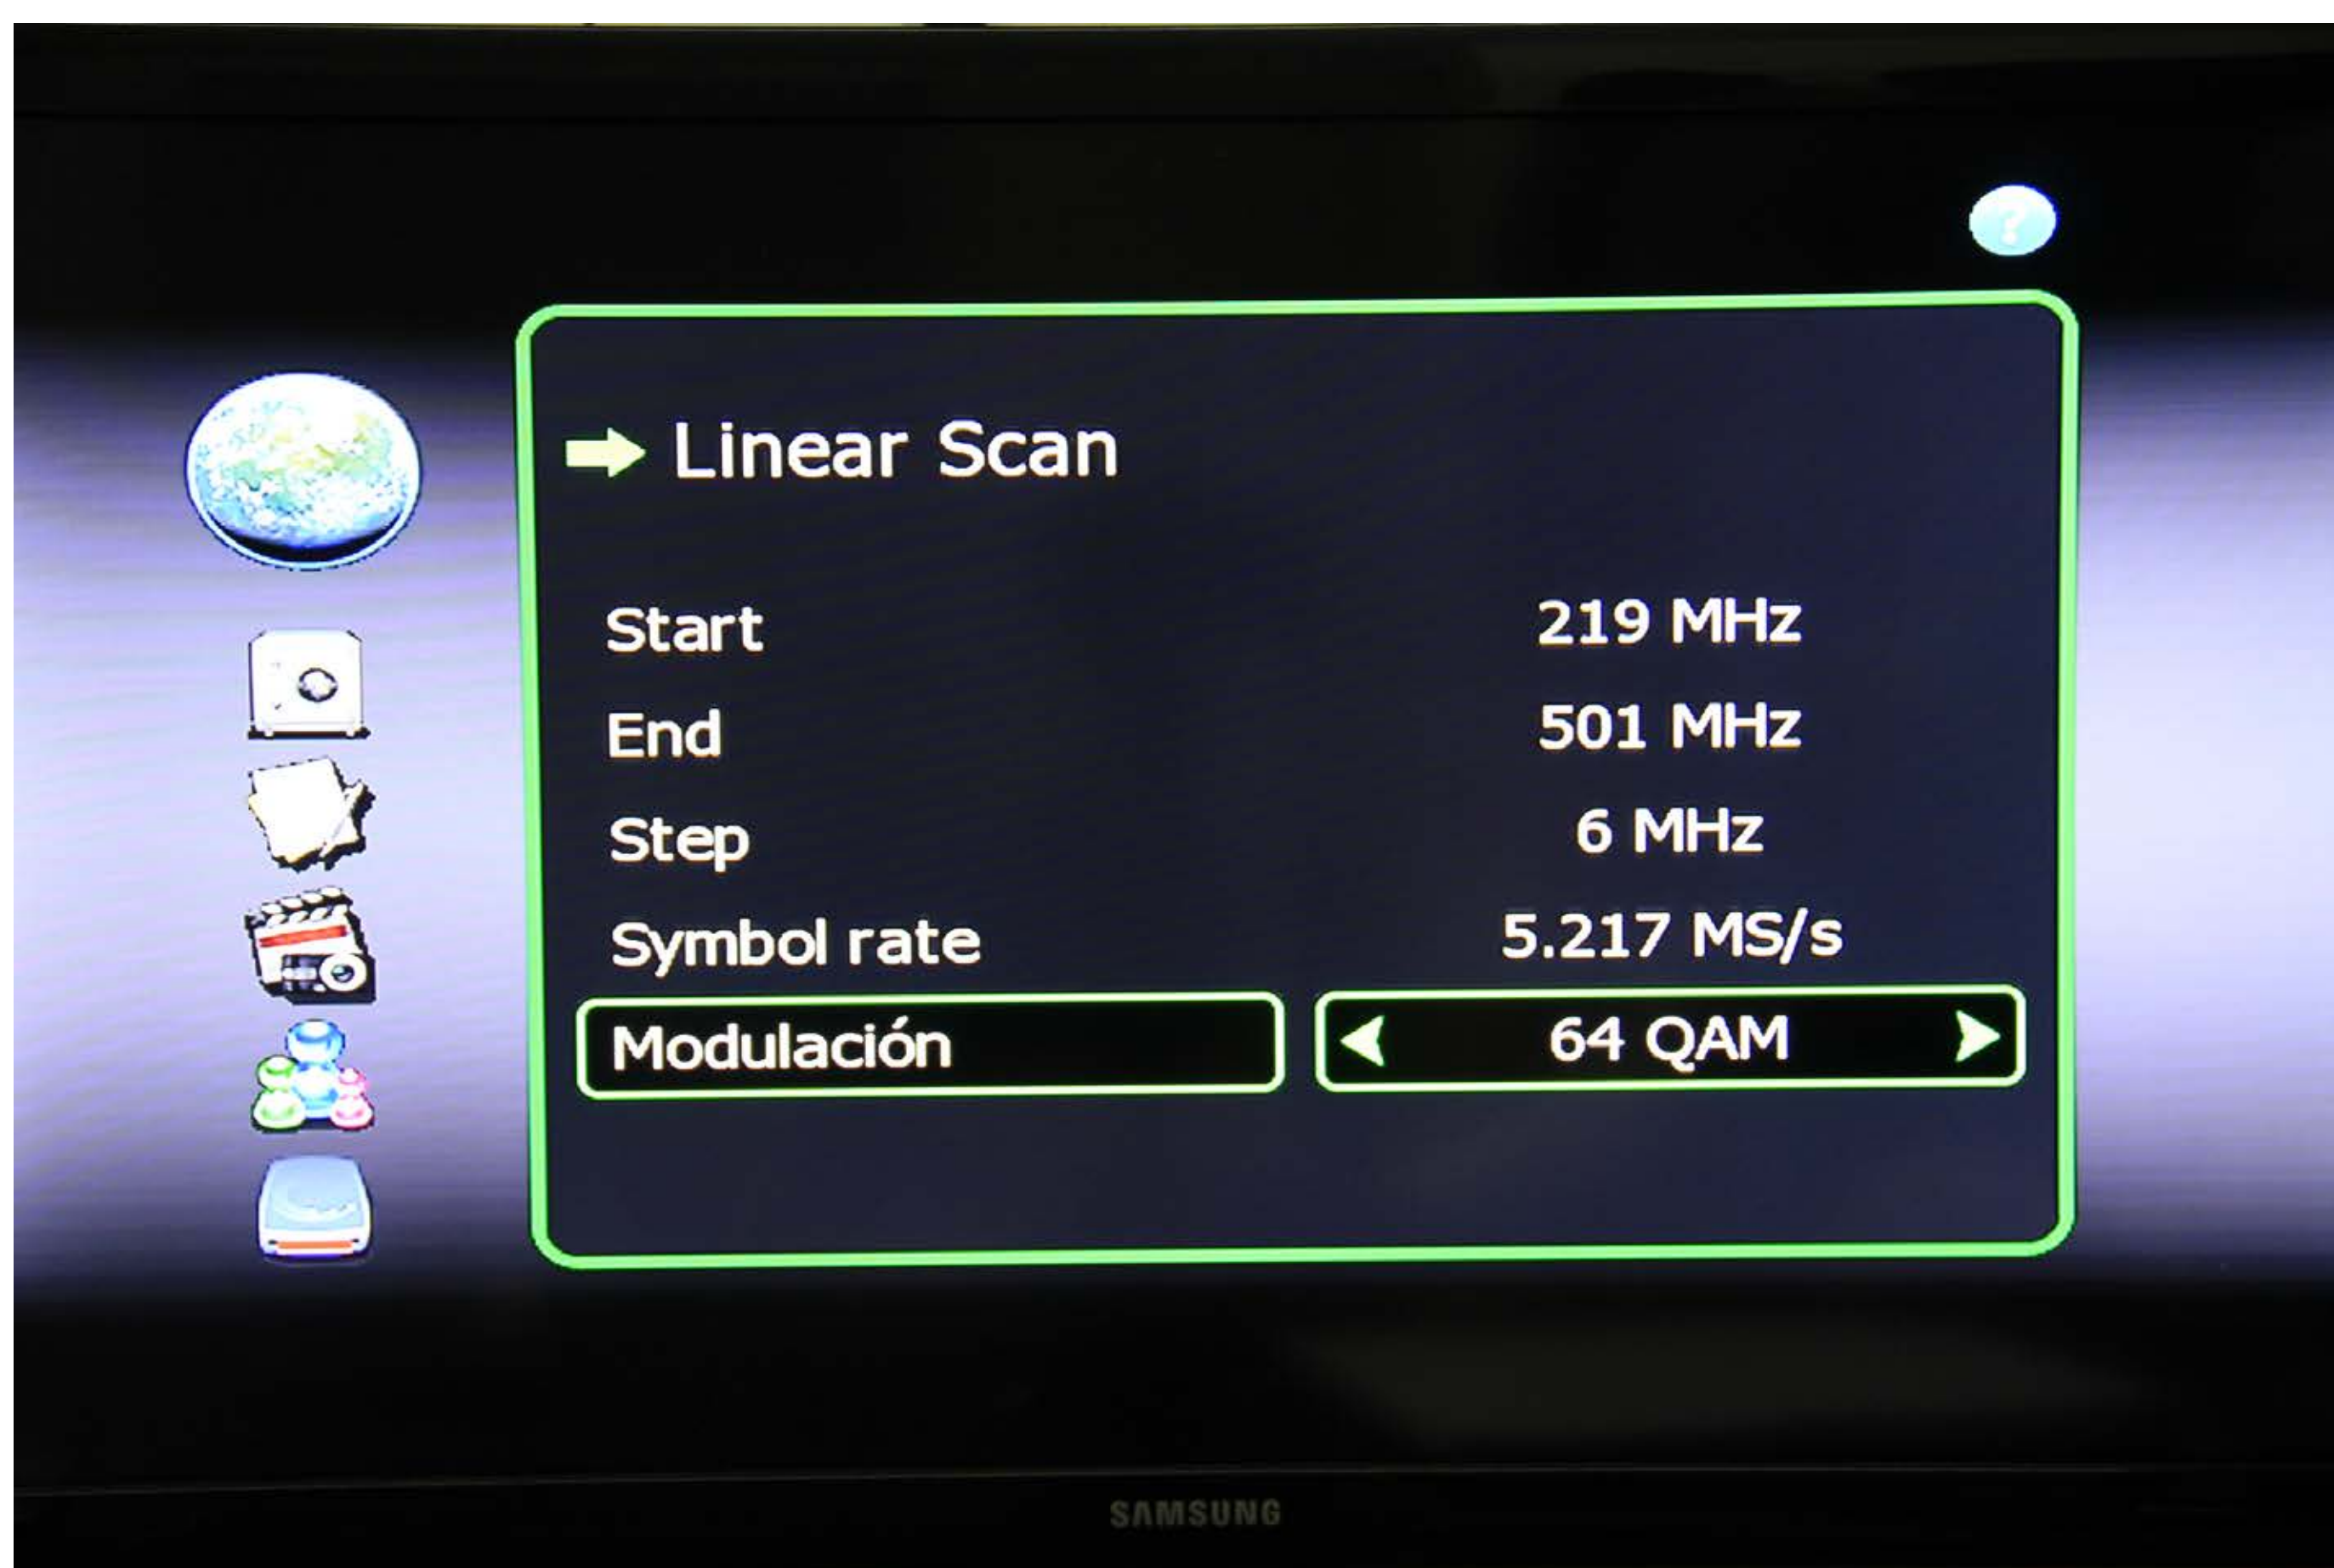 ?
Linear Scan
Start 219 MHz
End 501 MHz
Step 6 MHz
Symbol rate 5.217 MS/s
Modulación 64 QAM
SAMSUNG